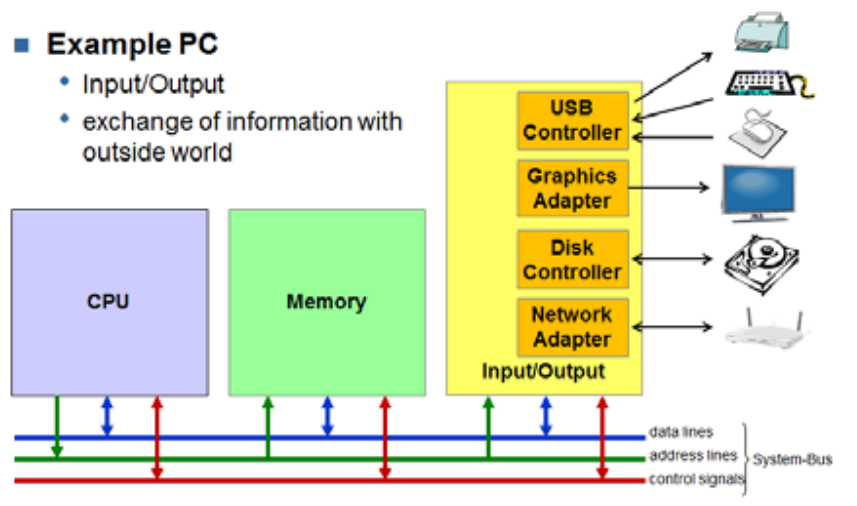 Example PC
Input/Output
exchange of information with
outside world
USB
Controller
Graphics
Adapter
Disk
Controller
Network
Adapter
Input/Output
CPU
Memory
data lines
address lines
control signals
System-Bus